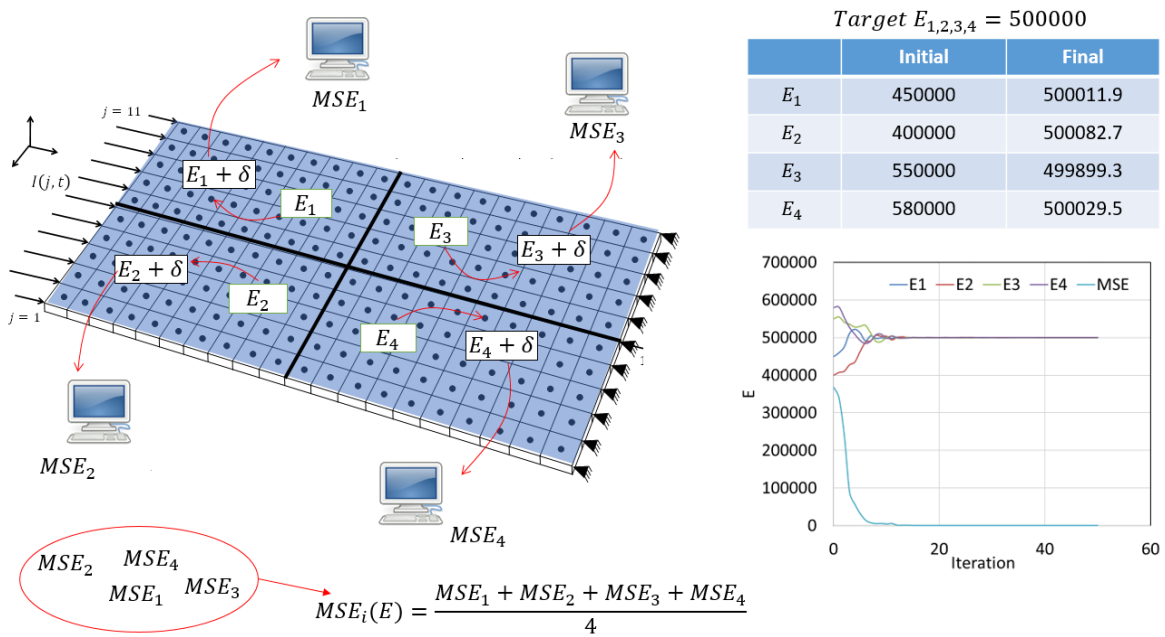 MSE₁
MSE₃
j = 11
I(j, t)
E₁ + δ
E₁
E₃
E₃ + δ
E₂ + δ
E₂
j = 1
E₄
E₄ + δ
MSE₂
MSE₄
MSE₂
MSE₄
MSE₁
MSE₃
MSEᵢ(E) = (MSE₁ + MSE₂ + MSE₃ + MSE₄) / 4
Target E₁,₂,₃,₄ = 500000
Initial Final
E₁ 450000 500011.9
E₂ 400000 500082.7
E₃ 550000 499899.3
E₄ 580000 500029.5
700000
E1 E2 E3 E4 MSE
600000
500000
400000
E
300000
200000
100000
0
0 20 40 60
Iteration